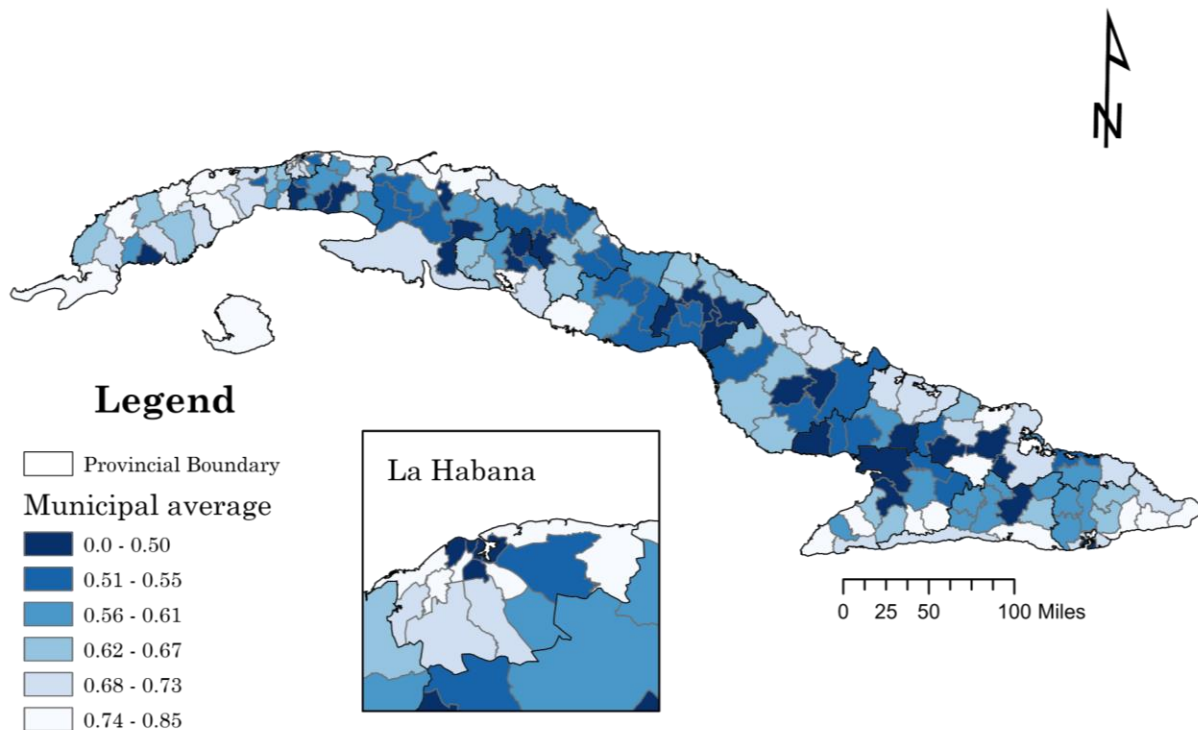 N
Legend
Provincial Boundary
Municipal average
0.0 - 0.50
0.51 - 0.55
0.56 - 0.61
0.62 - 0.67
0.68 - 0.73
0.74 - 0.85
La Habana
0 25 50 100 Miles